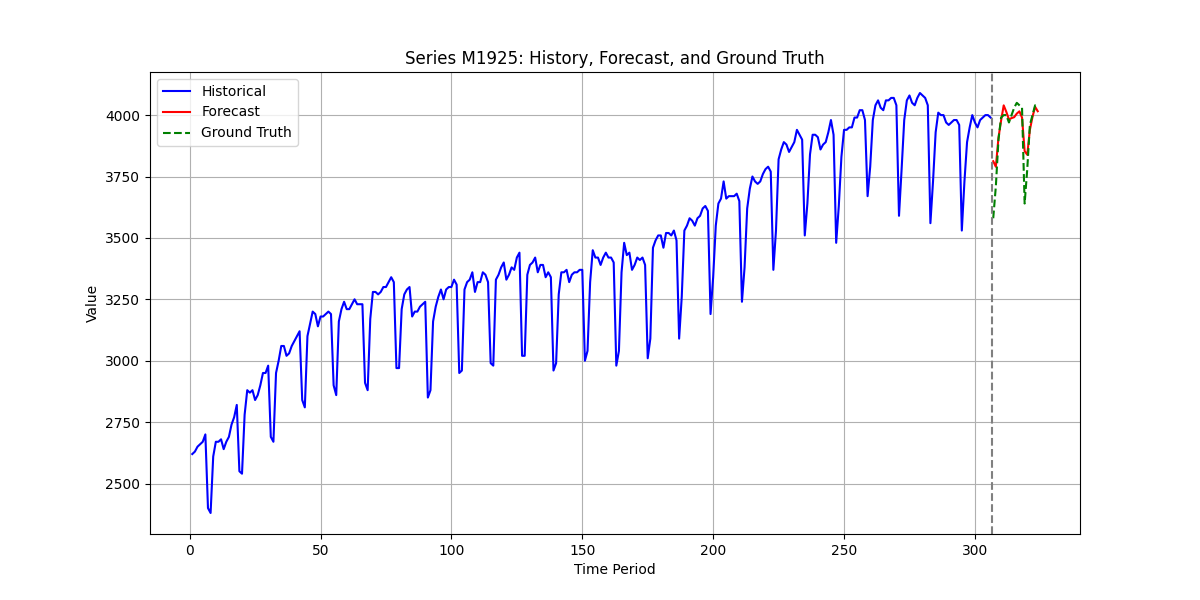 Series M1925: History, Forecast, and Ground Truth
Historical
Forecast
Ground Truth
4000
3750
3500
3250
3000
2750
2500
Value
0 50 100 150 200 250 300
Time Period